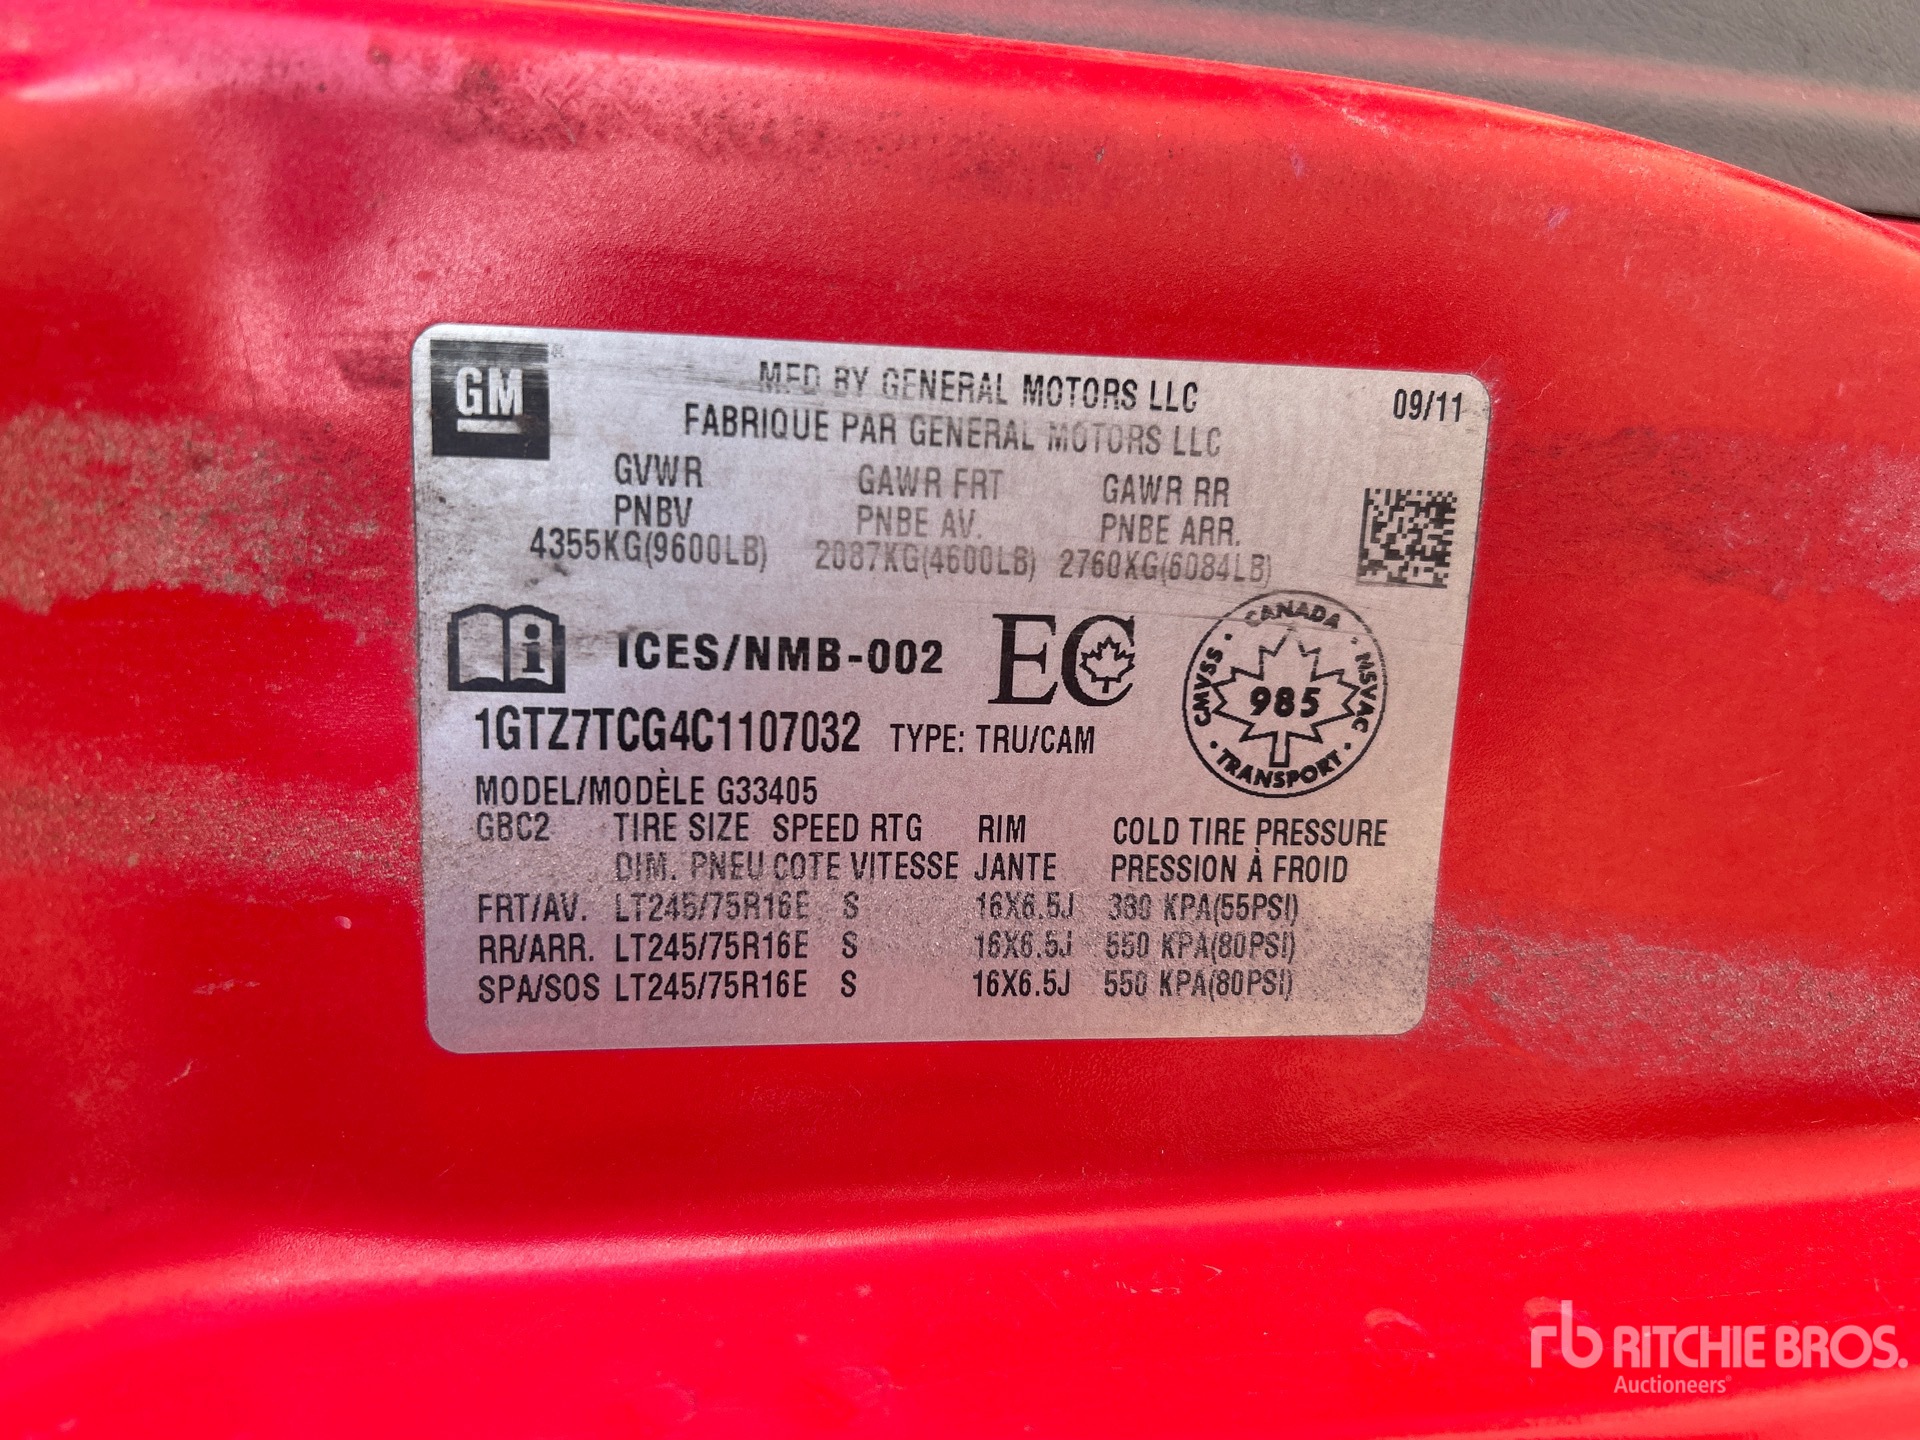 GM
MFD BY GENERAL MOTORS LLC
09/11
FABRIQUE PAR GENERAL MOTORS LLC
GVWR GAWR FRT GAWR RR
PNBV PNBE AV. PNBE ARR.
4355KG(9600LB) 2087KG(4600LB) 2760KG(6084LB)
i ICES/NMB-002 EC
CANADA
CMVSS · 985 · NSVAC
TRANSPORT
1GTZ7TCG4C1107032 TYPE: TRU/CAM
MODEL/MODÈLE G33405
GBC2 TIRE SIZE SPEED RTG RIM COLD TIRE PRESSURE
DIM. PNEU COTE VITESSE JANTE PRESSION À FROID
FRT/AV. LT245/75R16E S 16X6.5J 380 KPA(55PSI)
RR/ARR. LT245/75R16E S 16X6.5J 550 KPA(80PSI)
SPA/SOS LT245/75R16E S 16X6.5J 550 KPA(80PSI)
rb RITCHIE BROS.
Auctioneers